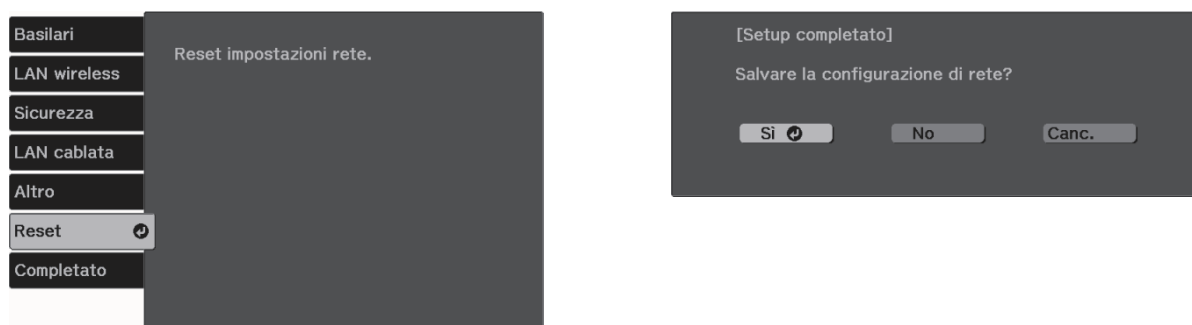 Basilari
LAN wireless
Sicurezza
LAN cablata
Altro
Reset
Completato
Reset impostazioni rete.
[Setup completato]
Salvare la configurazione di rete?
Sì
No
Canc.